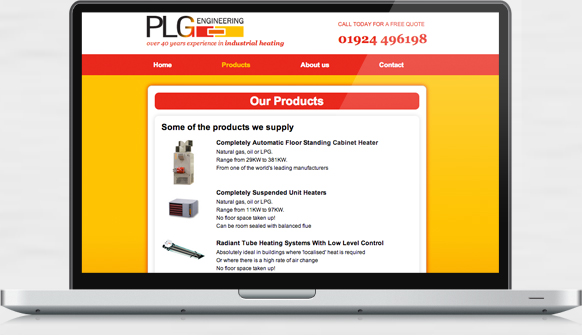 PLG ENGINEERING
over 40 years experience in industrial heating
CALL TODAY FOR A FREE QUOTE
01924 496198
Home Products About us Contact
Our Products
Some of the products we supply
Completely Automatic Floor Standing Cabinet Heater
Natural gas, oil or LPG.
Range from 29KW to 381KW.
From one of the world's leading manufacturers
Completely Suspended Unit Heaters
Natural gas, oil or LPG.
Range from 11KW to 97KW.
No floor space taken up!
Can be room sealed with balanced flue
Radiant Tube Heating Systems With Low Level Control
Absolutely ideal in buildings where 'localised' heat is required
Or where there is a high rate of air change
No floor space taken up!